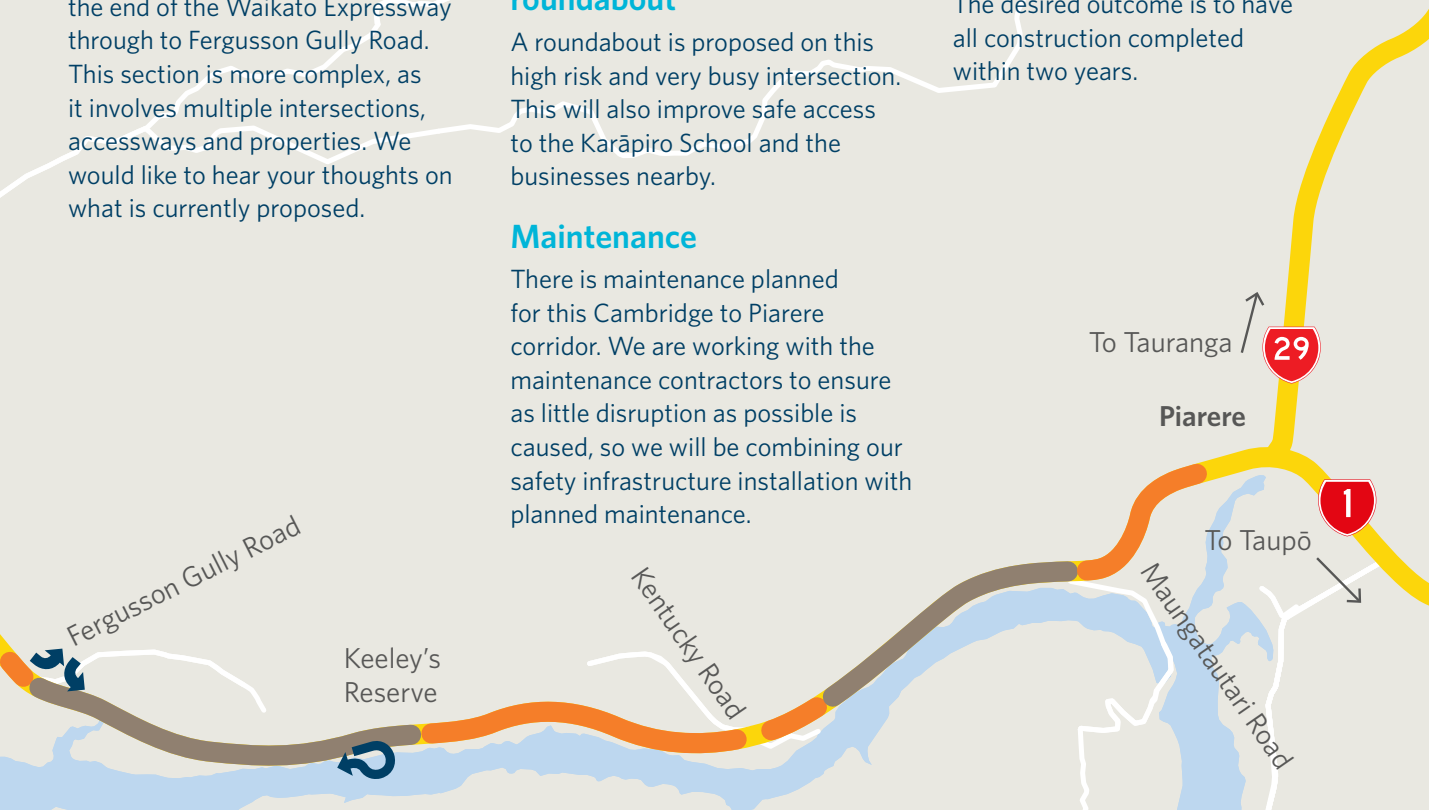 the end of the Waikato Expressway
through to Fergusson Gully Road.
This section is more complex, as
it involves multiple intersections,
accessways and properties. We
would like to hear your thoughts on
what is currently proposed.
roundabout
A roundabout is proposed on this
high risk and very busy intersection.
This will also improve safe access
to the Karāpiro School and the
businesses nearby.
Maintenance
There is maintenance planned
for this Cambridge to Piarere
corridor. We are working with the
maintenance contractors to ensure
as little disruption as possible is
caused, so we will be combining our
safety infrastructure installation with
planned maintenance.
The desired outcome is to have
all construction completed
within two years.
To Tauranga
29
Piarere
1
To Taupō
Fergusson Gully Road
Keeley's
Reserve
Kentucky Road
Maungatautari Road